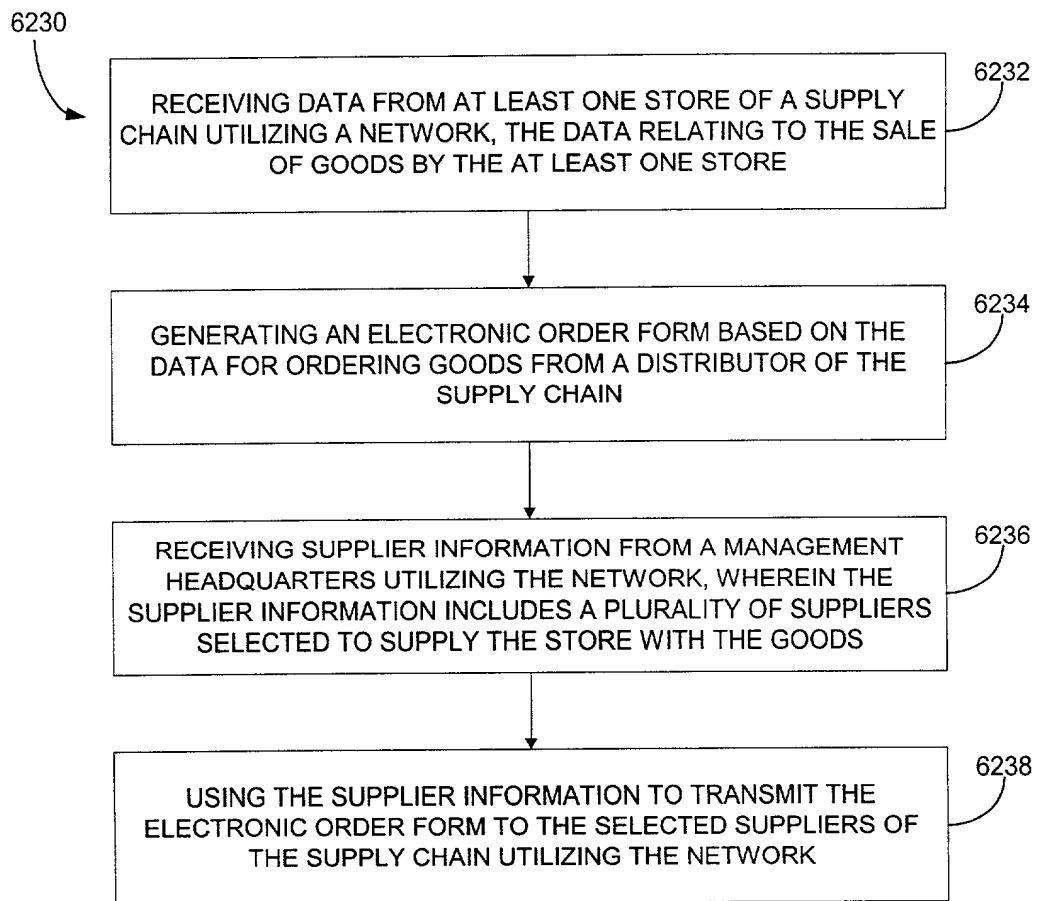 6230
6232
RECEIVING DATA FROM AT LEAST ONE STORE OF A SUPPLY
CHAIN UTILIZING A NETWORK, THE DATA RELATING TO THE SALE
OF GOODS BY THE AT LEAST ONE STORE
6234
GENERATING AN ELECTRONIC ORDER FORM BASED ON THE
DATA FOR ORDERING GOODS FROM A DISTRIBUTOR OF THE
SUPPLY CHAIN
6236
RECEIVING SUPPLIER INFORMATION FROM A MANAGEMENT
HEADQUARTERS UTILIZING THE NETWORK, WHEREIN THE
SUPPLIER INFORMATION INCLUDES A PLURALITY OF SUPPLIERS
SELECTED TO SUPPLY THE STORE WITH THE GOODS
6238
USING THE SUPPLIER INFORMATION TO TRANSMIT THE
ELECTRONIC ORDER FORM TO THE SELECTED SUPPLIERS OF
THE SUPPLY CHAIN UTILIZING THE NETWORK